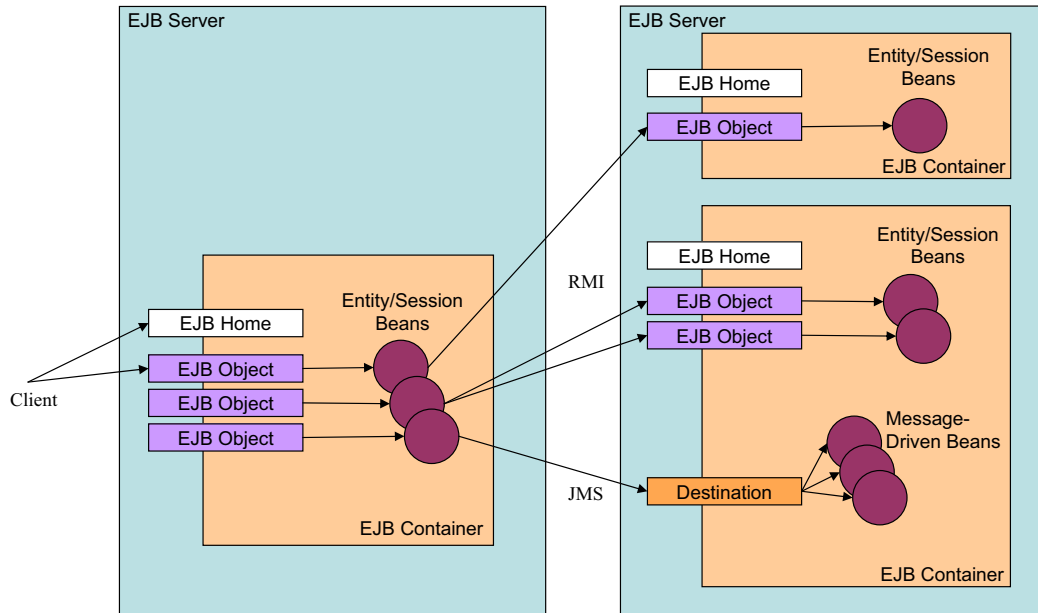 EJB Server
EJB Home
EJB Object
EJB Object
EJB Object
Entity/Session
Beans
EJB Container
Client
RMI
JMS
EJB Server
EJB Home
EJB Object
Entity/Session
Beans
EJB Container
EJB Home
EJB Object
EJB Object
Entity/Session
Beans
Destination
Message-
Driven Beans
EJB Container